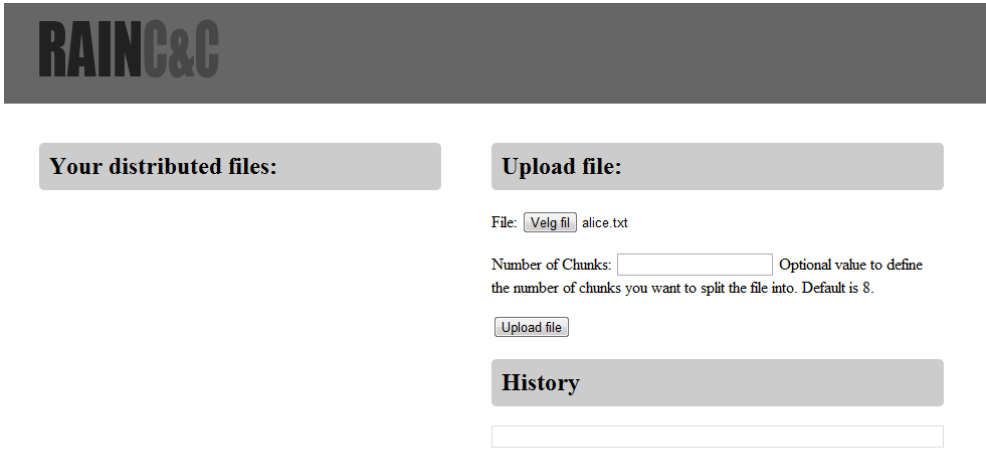 RAINC&C
Your distributed files:
Upload file:
File: Velg fil alice.txt
Number of Chunks: Optional value to define
the number of chunks you want to split the file into. Default is 8.
Upload file
History